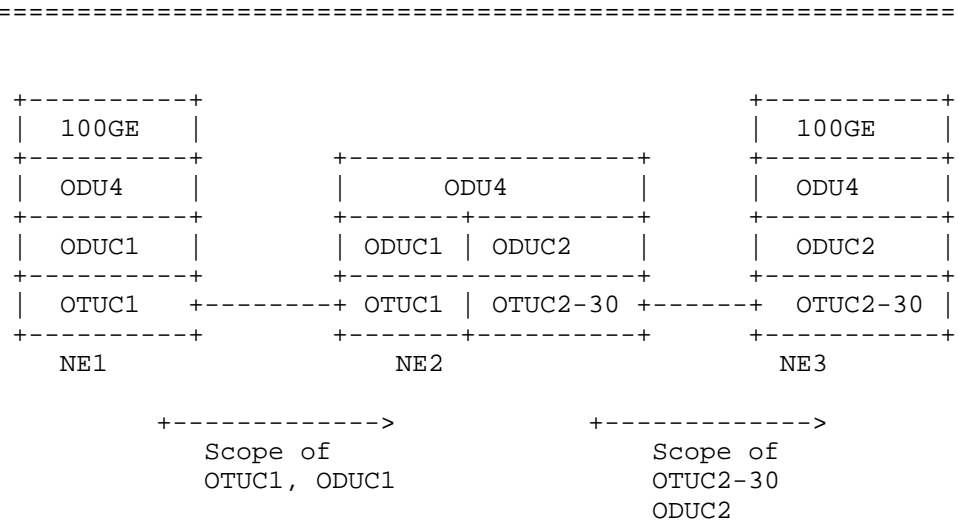 ===========================================================
+----------+                                    +-----------+
|  100GE   |                                    |  100GE    |
+----------+         +------------------+       +-----------+
|  ODU4    |         |      ODU4        |       |  ODU4     |
+----------+         +-------+----------+       +-----------+
|  ODUC1   |         | ODUC1 | ODUC2    |       |  ODUC2    |
+----------+         +------------------+       +-----------+
|  OTUC1   +--------+ OTUC1 | OTUC2-30 +------+  OTUC2-30 |
+----------+         +-------+----------+       +-----------+
NE1                      NE2                       NE3
+------------->            +------------->
Scope of                   Scope of
OTUC1, ODUC1               OTUC2-30
ODUC2